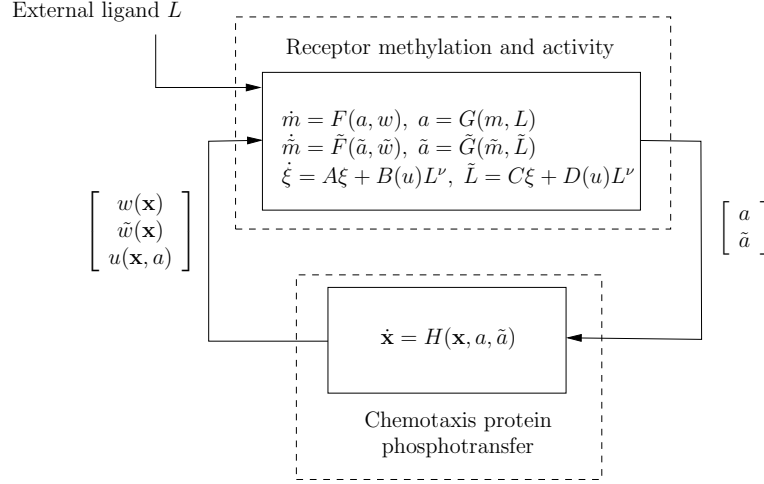 External ligand L
Receptor methylation and activity
ṁ = F(a, w), a = G(m, L)
m̃̇ = F̃(ã, w̃), ã = G̃(m̃, L̃)
ξ̇ = Aξ + B(u)L^ν, L̃ = Cξ + D(u)L^ν
w(𝐱)
w̃(𝐱)
u(𝐱, a)
a
ã
𝐱̇ = H(𝐱, a, ã)
Chemotaxis protein
phosphotransfer